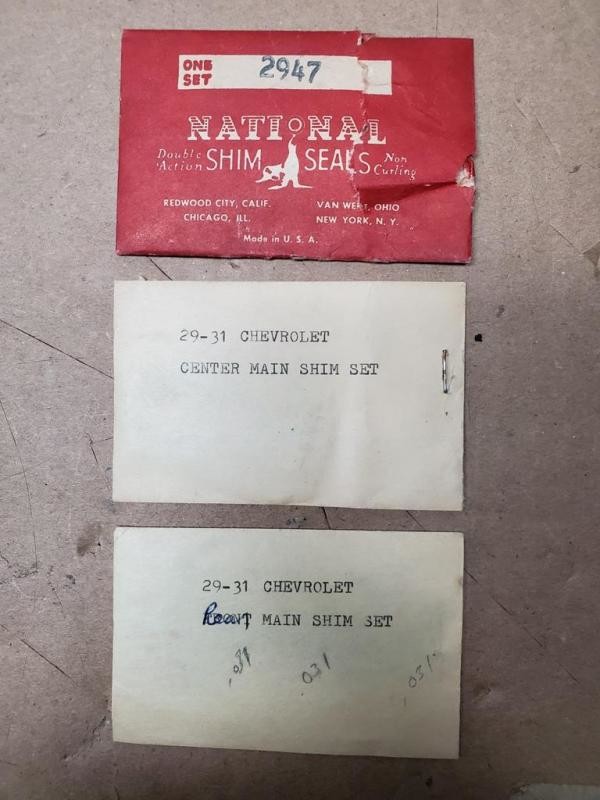 ONE
SET
2947
NATIONAL
Double
Action
SHIM SEALS
Non
Curling
REDWOOD CITY, CALIF.
VAN WERT, OHIO
CHICAGO, ILL.
NEW YORK, N. Y.
Made in U. S. A.
29-31 CHEVROLET
CENTER MAIN SHIM SET
29-31 CHEVROLET
Rear FRONT MAIN SHIM SET
.031 .031 .031